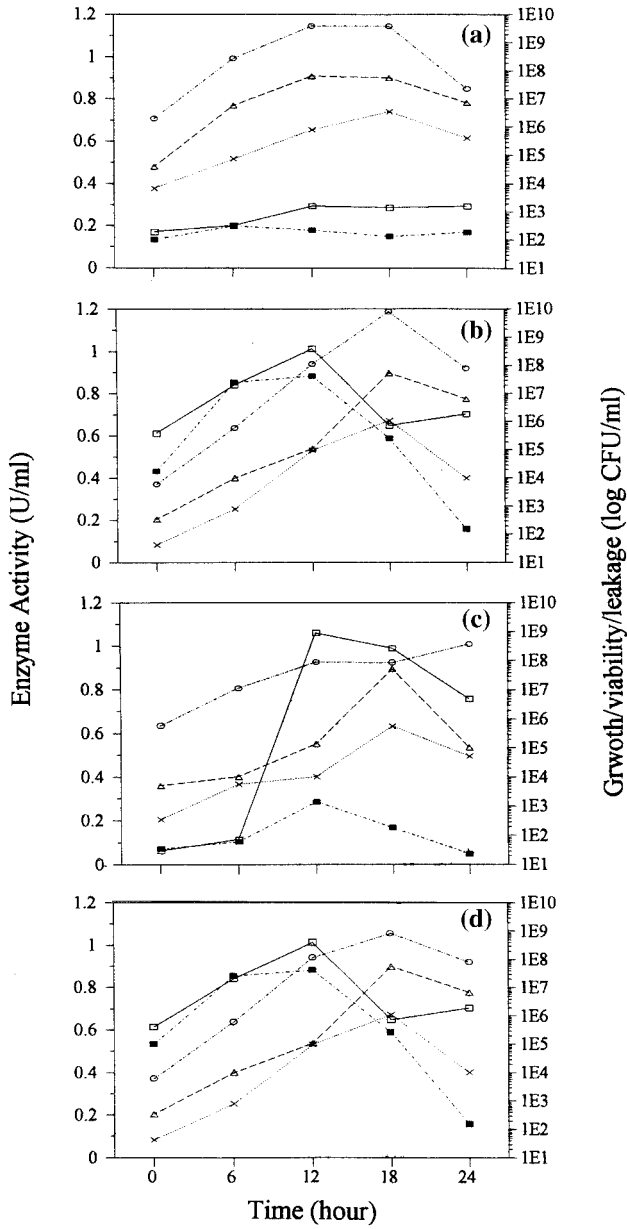 (a)
1.2
1
0.8
0.6
0.4
0.2
0
1E10
1E9
1E8
1E7
1E6
1E5
1E4
1E3
1E2
1E1
(b)
1.2
1
0.8
0.6
0.4
0.2
0
1E10
1E9
1E8
1E7
1E6
1E5
1E4
1E3
1E2
1E1
Enzyme Activity (U/ml)
Grwoth/viability/leakage (log CFU/ml)
(c)
1.2
1
0.8
0.6
0.4
0.2
0
1E10
1E9
1E8
1E7
1E6
1E5
1E4
1E3
1E2
1E1
(d)
1.2
1
0.8
0.6
0.4
0.2
0
1E10
1E9
1E8
1E7
1E6
1E5
1E4
1E3
1E2
1E1
0 6 12 18 24
Time (hour)